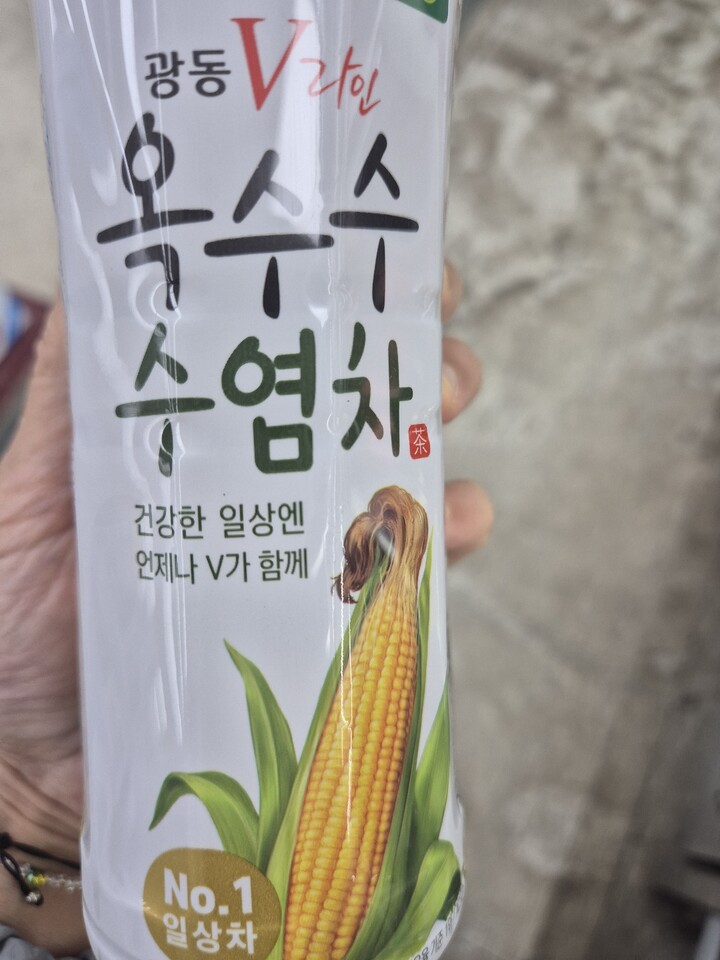 광동 V라인
옥수수
수염차
茶
건강한 일상엔
언제나 V가 함께
No.1
일상차